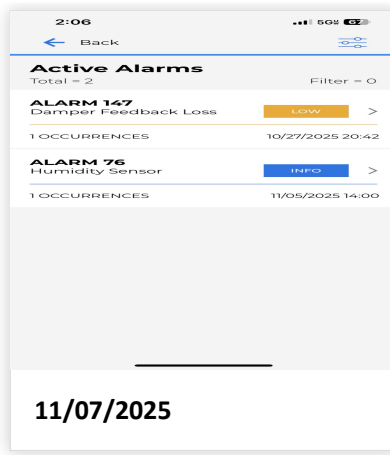 2:06 5G
← Back
Active Alarms
Total = 2 Filter = 0
ALARM 147
Damper Feedback Loss LOW >
1 OCCURRENCES 10/27/2025 20:42
ALARM 76
Humidity Sensor INFO >
1 OCCURRENCES 11/05/2025 14:00
11/07/2025